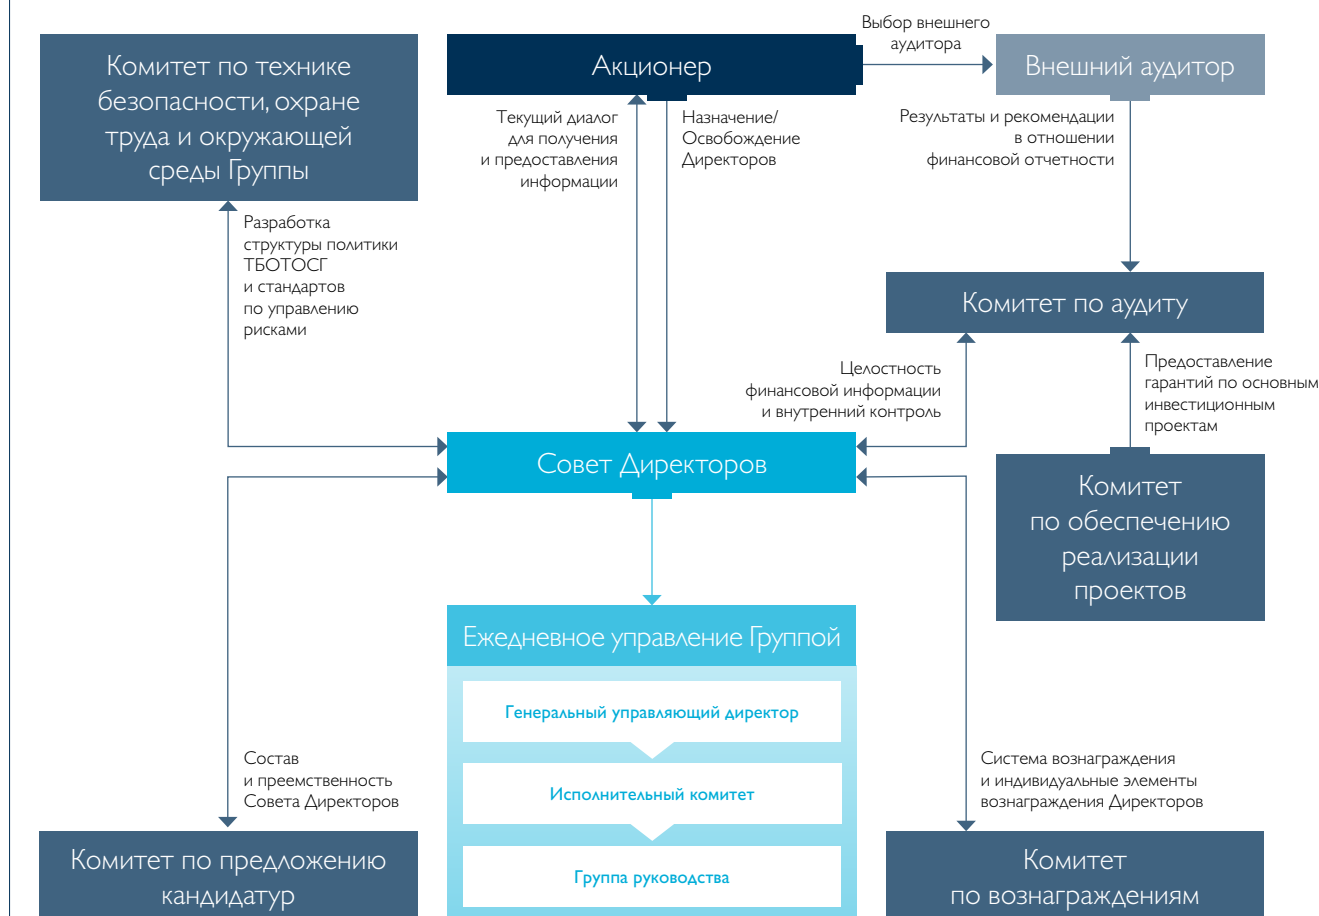 Выбор внешнего
аудитора
Комитет по технике
безопасности, охране
труда и окружающей
среды Группы
Акционер
Внешний аудитор
Текущий диалог
для получения
и предоставления
информации
Назначение/
Освобождение
Директоров
Результаты и рекомендации
в отношении
финансовой отчетности
Разработка
структуры политики
ТБОТОСГ
и стандартов
по управлению
рисками
Комитет по аудиту
Целостность
финансовой информации
и внутренний контроль
Предоставление
гарантий по основным
инвестиционным
проектам
Совет Директоров
Комитет
по обеспечению
реализации
проектов
Ежедневное управление Группой
Генеральный управляющий директор
Исполнительный комитет
Группа руководства
Состав
и преемственность
Совета Директоров
Система вознаграждения
и индивидуальные элементы
вознаграждения Директоров
Комитет по предложению
кандидатур
Комитет
по вознаграждениям